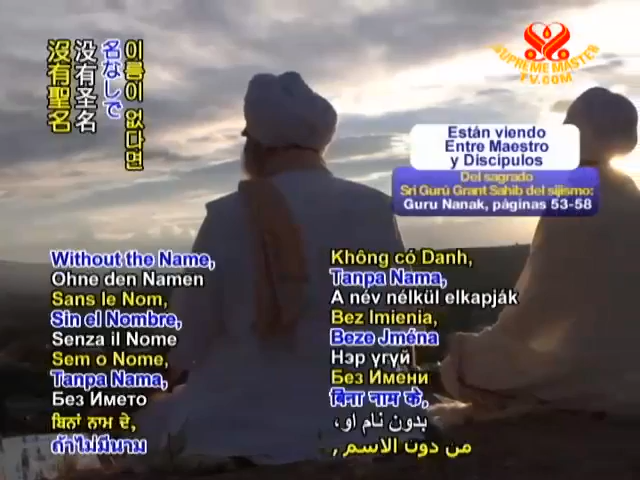 沒有聖名
没有圣名
名なしで
이름이 없다면
SUPREME MASTER
TV.COM
Están viendo
Entre Maestro
y Discípulos
Del sagrado
Sri Gurú Grant Sahib del sijismo:
Guru Nanak, páginas 53-58
Without the Name,
Ohne den Namen
Sans le Nom,
Sin el Nombre,
Senza il Nome
Sem o Nome,
Tanpa Nama,
Без Името
ਬਿਨਾਂ ਨਾਮ ਦੇ,
ถ้าไม่มีนาม
Không có Danh,
Tanpa Nama,
A név nélkül elkapják
Bez Imienia,
Beze Jména
Нэр үгүй
Без Имени
बिना नाम के,
بدون نام او،
من دون الاسم,